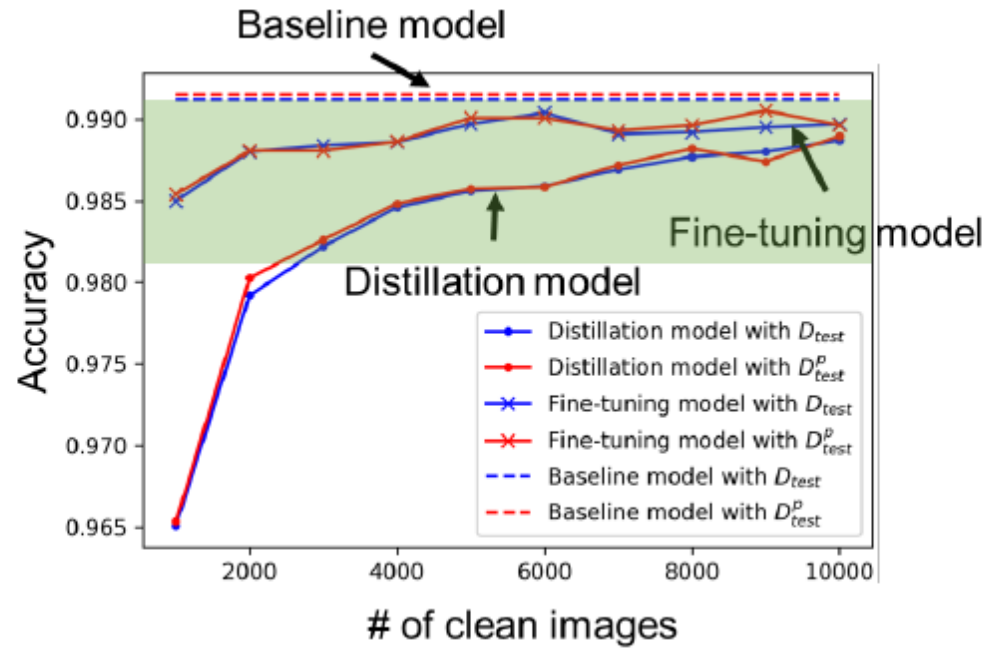 Baseline model
0.990
0.985
0.980
0.975
0.970
0.965
Accuracy
Fine-tuning model
Distillation model
Distillation model with D_test
Distillation model with D^p_test
Fine-tuning model with D_test
Fine-tuning model with D^p_test
Baseline model with D_test
Baseline model with D^p_test
2000 4000 6000 8000 10000
# of clean images